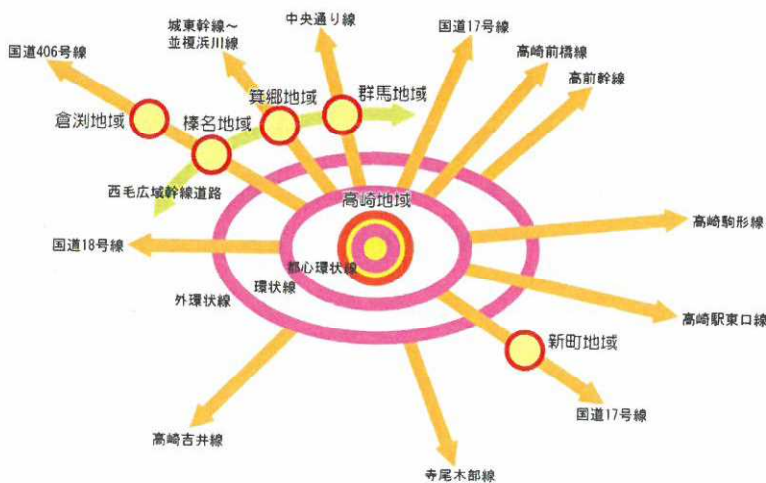 城東幹線～
並榎浜川線
中央通り線
国道17号線
国道406号線
高崎前橋線
高前幹線
箕郷地域
群馬地域
倉渕地域
榛名地域
西毛広域幹線道路
高崎地域
高崎駒形線
国道18号線
都心環状線
環状線
外環状線
高崎駅東口線
新町地域
国道17号線
高崎吉井線
寺尾木部線